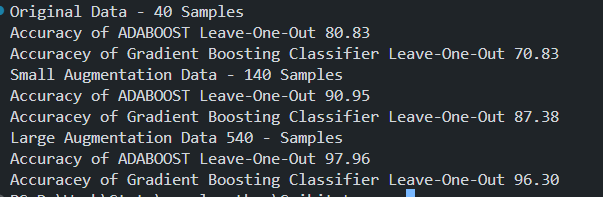 Original Data - 40 Samples
Accuracy of ADABOOST Leave-One-Out 80.83
Accuracey of Gradient Boosting Classifier Leave-One-Out 70.83
Small Augmentation Data - 140 Samples
Accuracy of ADABOOST Leave-One-Out 90.95
Accuracey of Gradient Boosting Classifier Leave-One-Out 87.38
Large Augmentation Data 540 - Samples
Accuracy of ADABOOST Leave-One-Out 97.96
Accuracey of Gradient Boosting Classifier Leave-One-Out 96.30